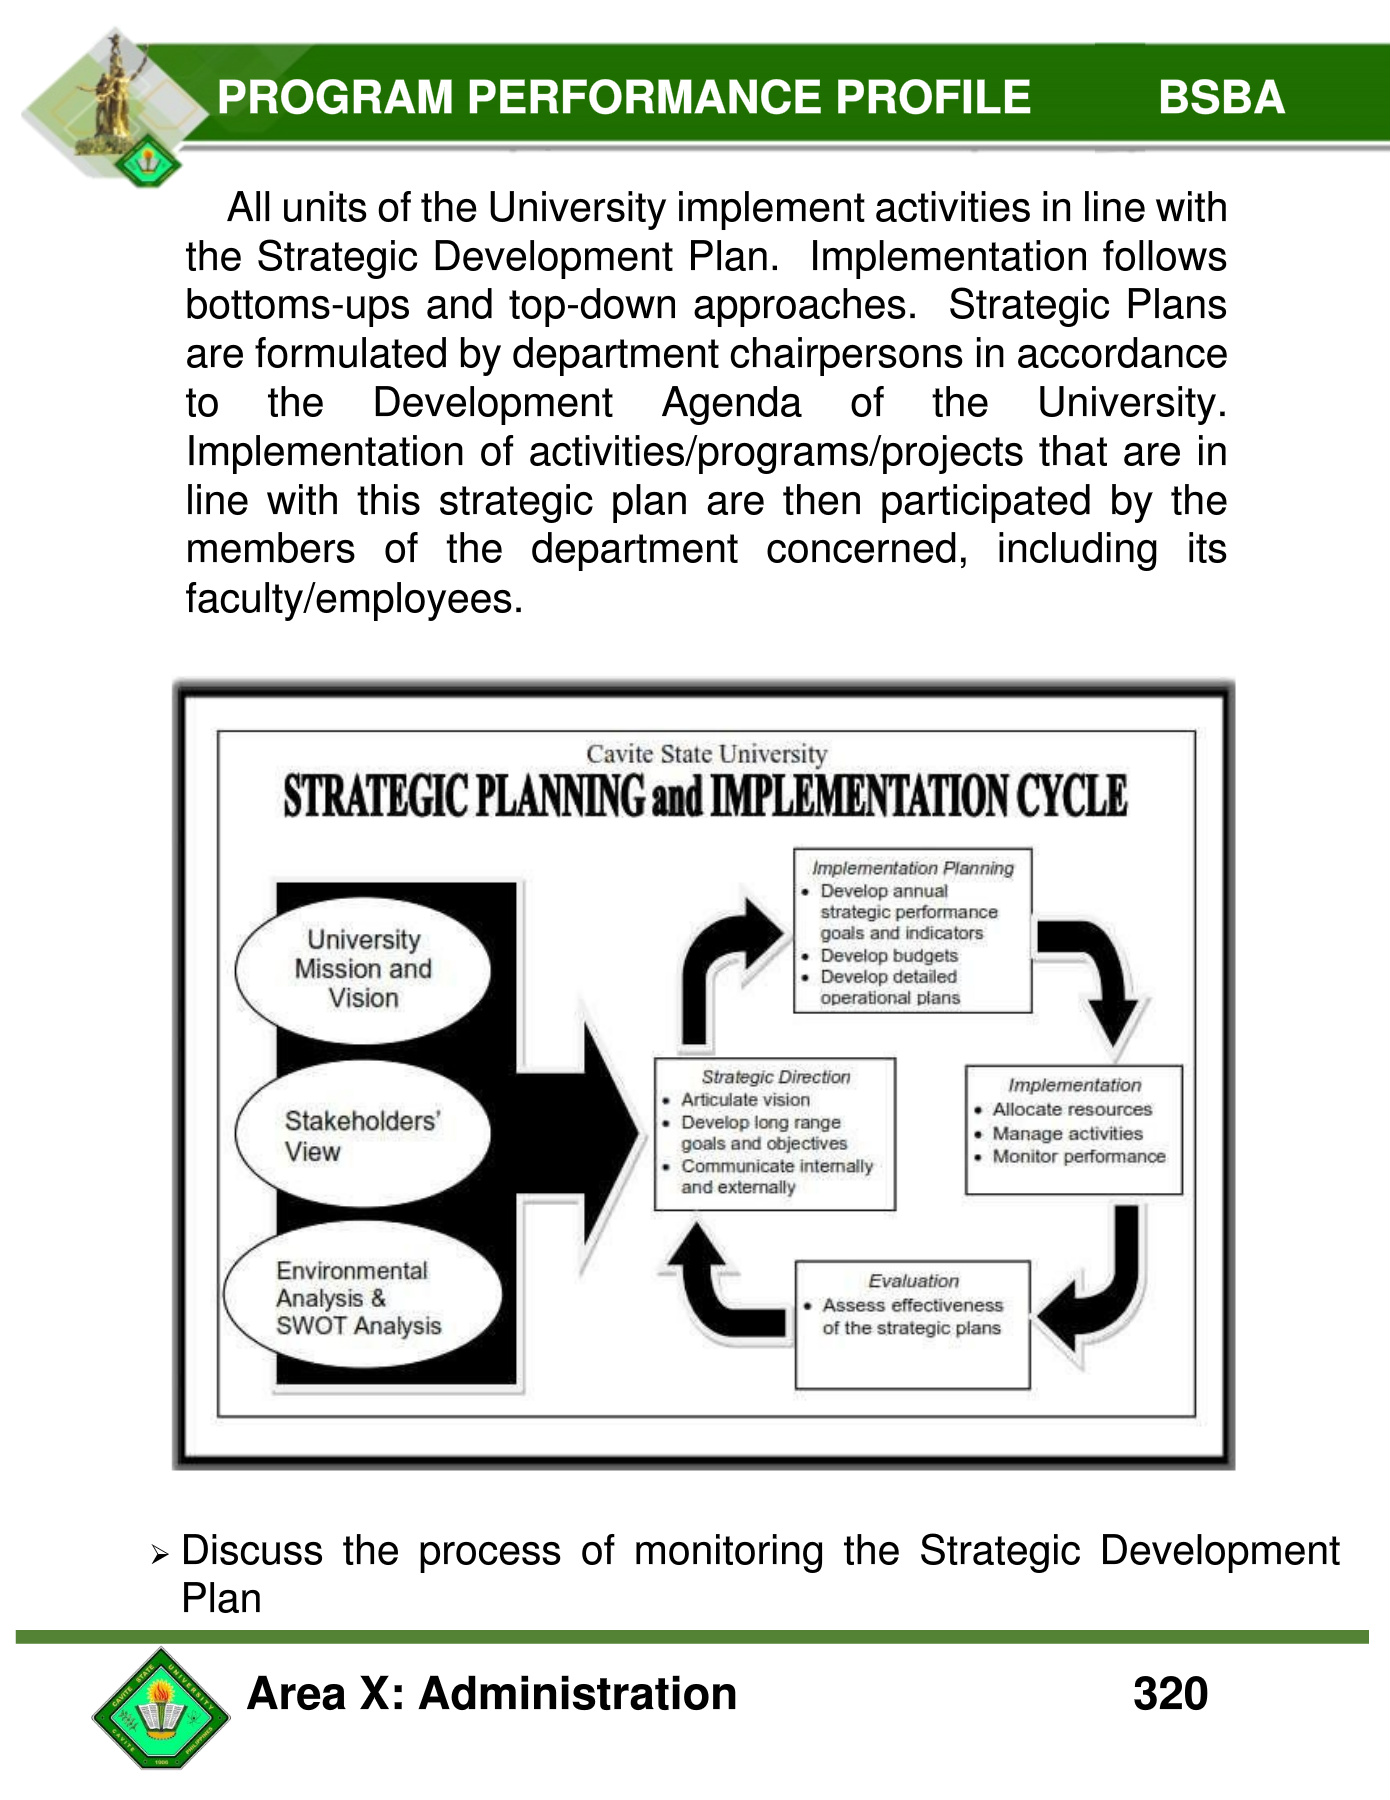 PROGRAM PERFORMANCE PROFILE BSBA
All units of the University implement activities in line with
the Strategic Development Plan. Implementation follows
bottoms-ups and top-down approaches. Strategic Plans
are formulated by department chairpersons in accordance
to the Development Agenda of the University.
Implementation of activities/programs/projects that are in
line with this strategic plan are then participated by the
members of the department concerned, including its
faculty/employees.
Cavite State University
STRATEGIC PLANNING and IMPLEMENTATION CYCLE
University
Mission and
Vision
Stakeholders'
View
Environmental
Analysis &
SWOT Analysis
Strategic Direction
• Articulate vision
• Develop long range
goals and objectives
• Communicate internally
and externally
Implementation Planning
• Develop annual
strategic performance
goals and indicators
• Develop budgets
• Develop detailed
operational plans
Implementation
• Allocate resources
• Manage activities
• Monitor performance
Evaluation
• Assess effectiveness
of the strategic plans
➢ Discuss the process of monitoring the Strategic Development
Plan
CAVITE STATE UNIVERSITY
CAVITE PHILIPPINES
1906
Area X: Administration 320